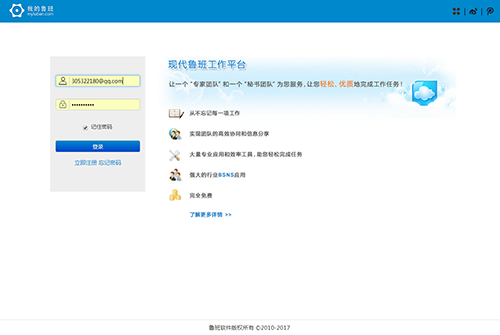 我的鲁班
myluban.com
305322180@qq.com
记住密码
登录
立即注册 忘记密码
现代鲁班工作平台
让一个“专家团队”和一个“秘书团队”为您服务，让您轻松、优质地完成工作任务！
从不忘记每一项工作
实现团队的高效协同和信息分享
大量专业应用和效率工具，助您轻松完成任务
强大的行业BSNS应用
完全免费
了解更多详情 >>
鲁班软件版权所有 ©2010-2017